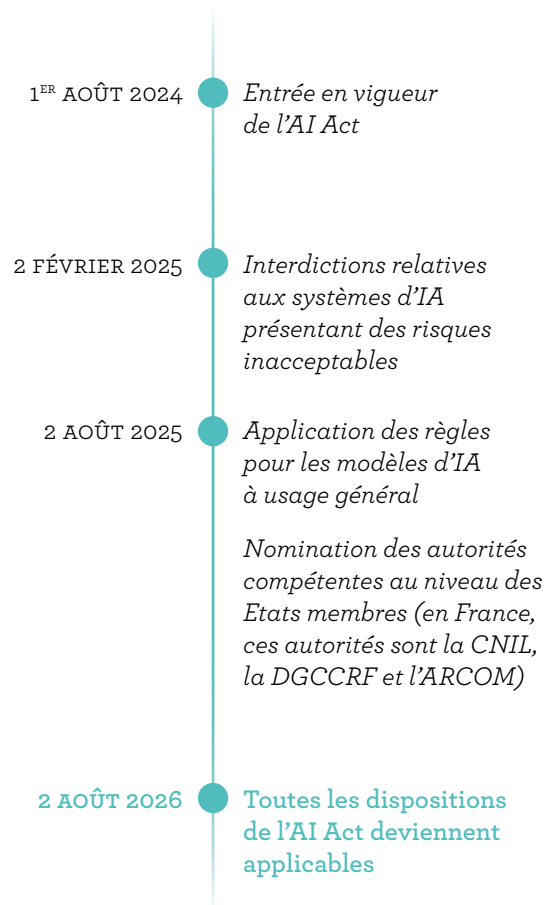 1ER AOÛT 2024
Entrée en vigueur
de l'AI Act
2 FÉVRIER 2025
Interdictions relatives
aux systèmes d'IA
présentant des risques
inacceptables
2 AOÛT 2025
Application des règles
pour les modèles d'IA
à usage général
Nomination des autorités
compétentes au niveau des
Etats membres (en France,
ces autorités sont la CNIL,
la DGCCRF et l'ARCOM)
2 AOÛT 2026
Toutes les dispositions
de l'AI Act deviennent
applicables